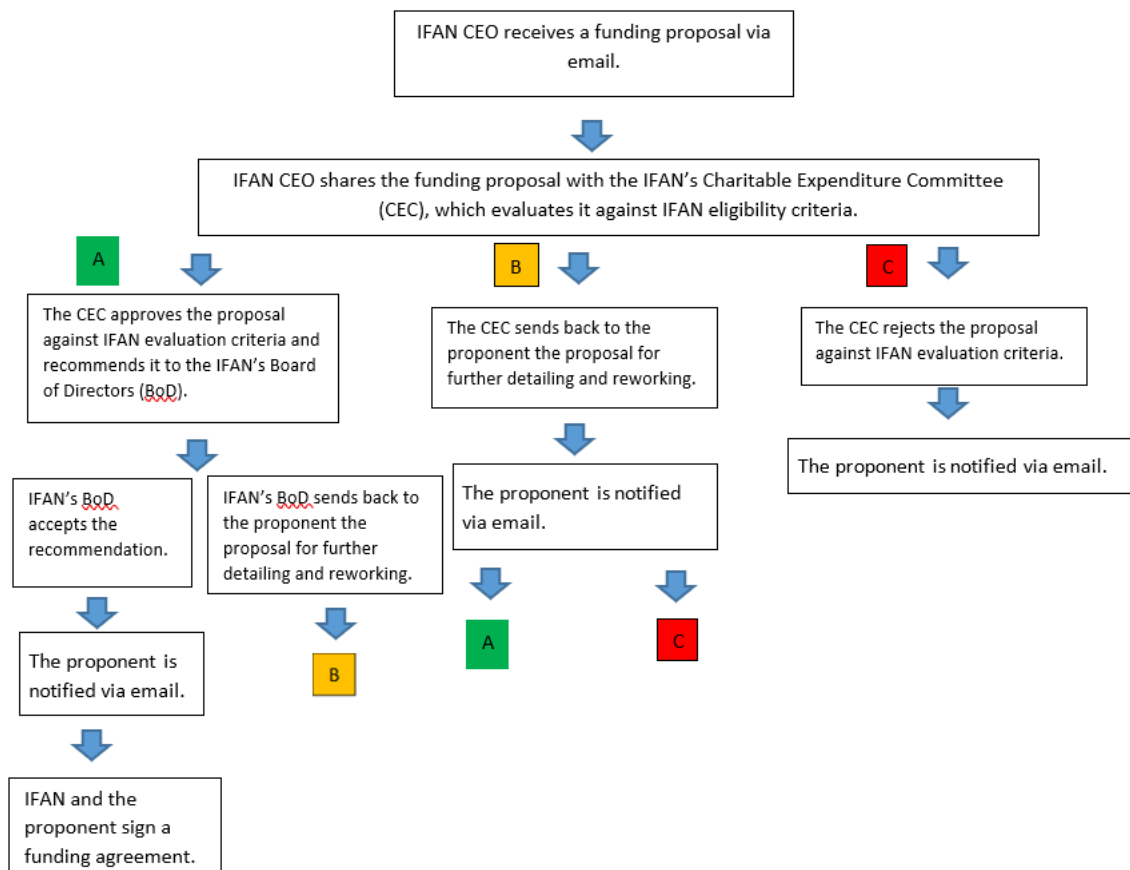 IFAN CEO receives a funding proposal via
email.
IFAN CEO shares the funding proposal with the IFAN's Charitable Expenditure Committee
(CEC), which evaluates it against IFAN eligibility criteria.
A
The CEC approves the proposal
against IFAN evaluation criteria and
recommends it to the IFAN's Board
of Directors (BoD).
B
The CEC sends back to the
proponent the proposal for
further detailing and reworking.
C
The CEC rejects the proposal
against IFAN evaluation criteria.
The proponent is notified via email.
IFAN's BoD
accepts the
recommendation.
IFAN's BoD sends back to
the proponent the
proposal for further
detailing and reworking.
The proponent is notified
via email.
The proponent is
notified via email.
B
A
C
IFAN and the
proponent sign a
funding agreement.